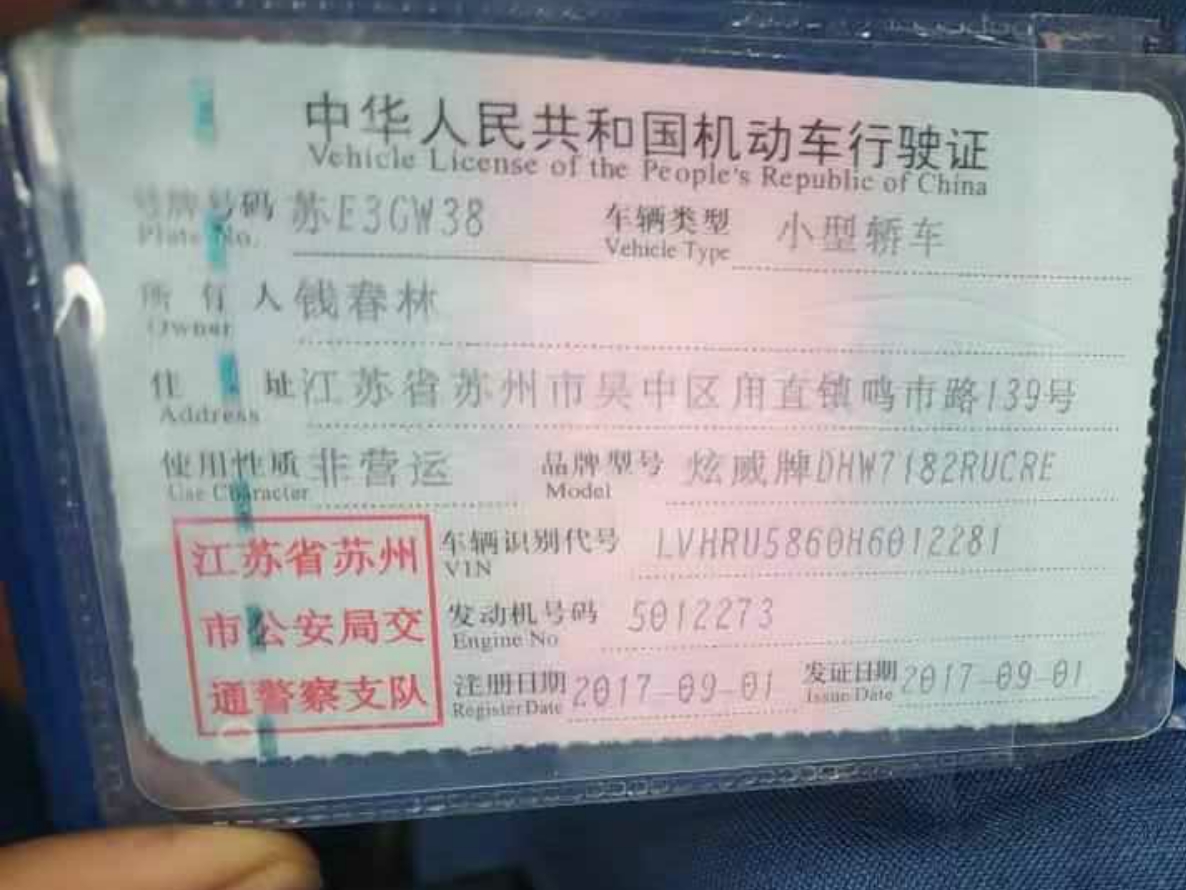 中华人民共和国机动车行驶证
Vehicle License of the People's Republic of China
号牌号码 苏E3GW38 车辆类型 小型轿车
Plate No. Vehicle Type
所有人 钱春林
Owner
住址 江苏省苏州市吴中区甪直镇鸣市路139号
Address
使用性质 非营运 品牌型号 炫威牌DHW7182RUCRE
Use Character Model
江苏省苏州
市公安局交
通警察支队
车辆识别代号 LVHRU5860H6012281
VIN
发动机号码 5012273
Engine No
注册日期 2017-09-01 发证日期 2017-09-01
Register Date Issue Date